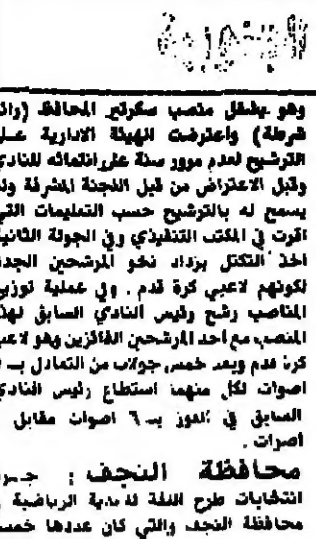 وهو يشغل منصب سكرتير المحافظ (رائد
شرطة) واعترضت الهيئة الادارية على
الترشيح لعدم مرور سنة على انتمائه للنادي
وقبل الاعتراض من قبل اللجنة المشرفة ولم
يسمح له بالترشيح حسب التعليمات التي
اقرت في المكتب التنفيذي وفي الجولة الثانية
اخذ التكتل يزداد نحو المرشحين الجدد
لكونهم لاعبي كرة قدم . وفي عملية توزيع
المناصب رشح رئيس النادي السابق لهذا
المنصب مع احد المرشحين الفائزين وهو لاعب
كرة قدم وبعد خمس جولات من التعادل بـ
اصوات لكل منهما استطاع رئيس النادي
السابق في الفوز بـ ٦ اصوات مقابل
اصوات .
محافظة النجف :
انتخابات طرح الثقة لاندية الرياضية
محافظة النجف والتي كان عددها خمسة